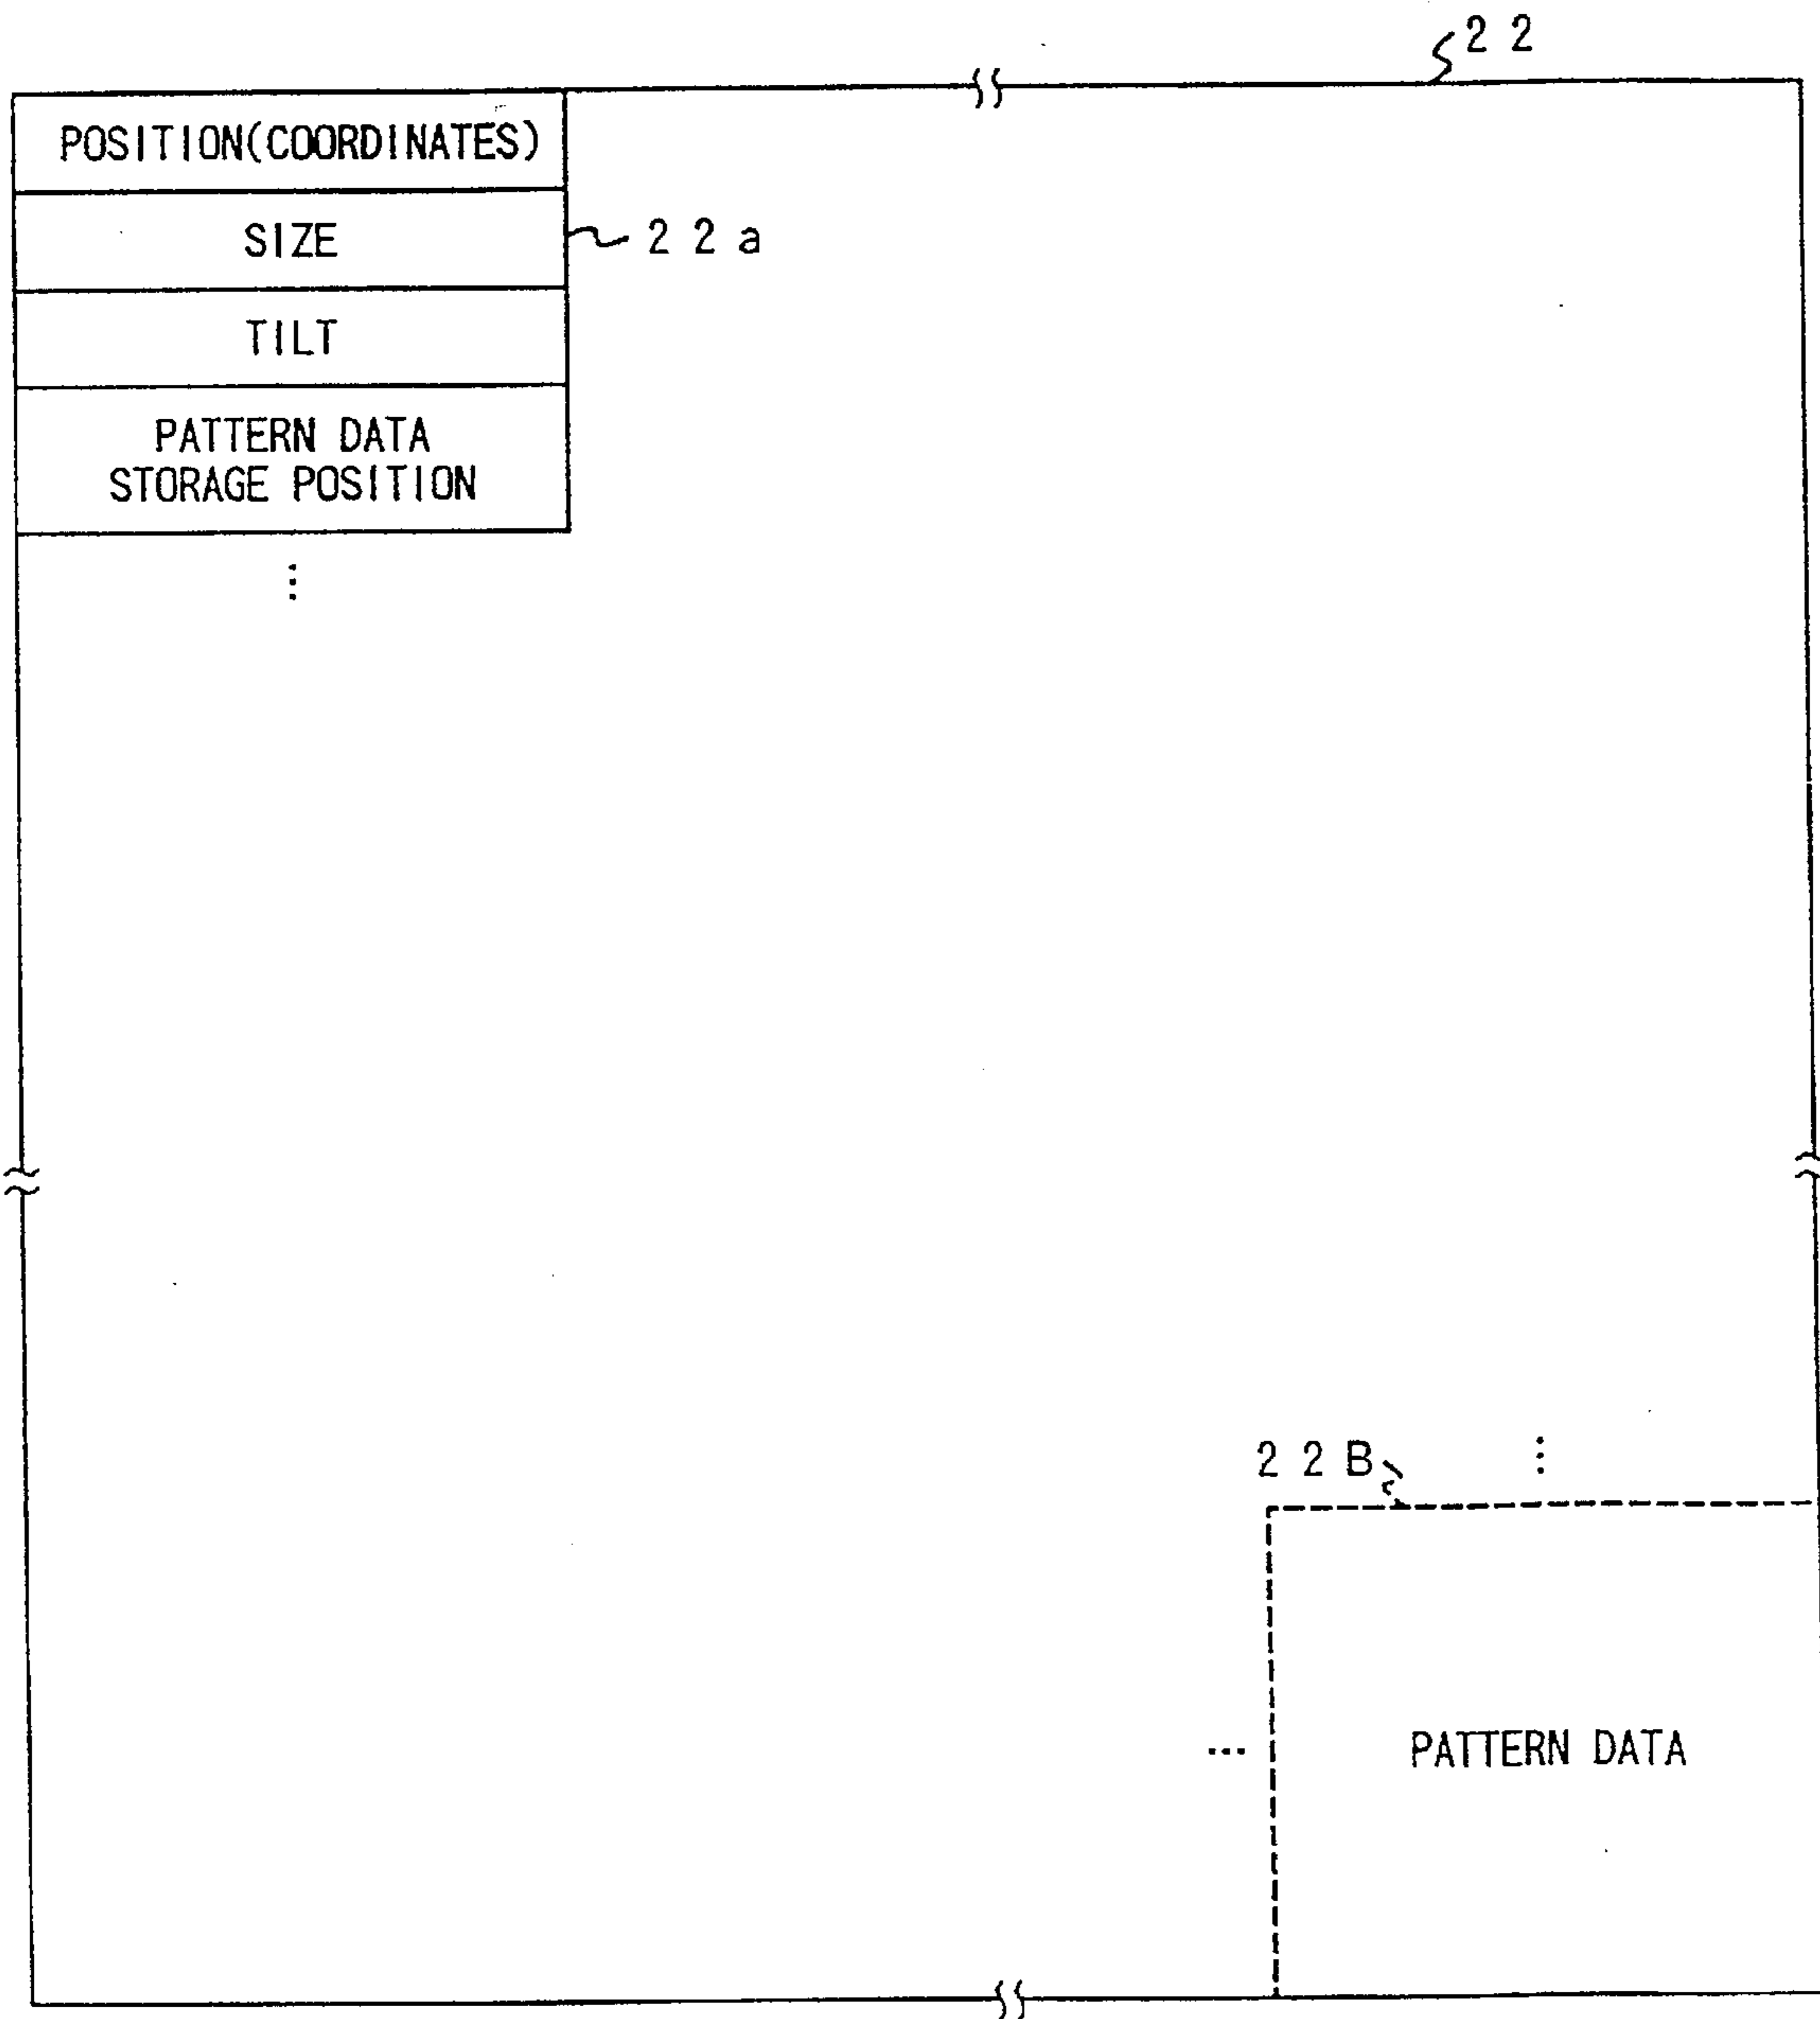 22
POSITION(COORDINATES)
SIZE
22a
TILT
PATTERN DATA
STORAGE POSITION
⋮
22B
⋮
...
PATTERN DATA